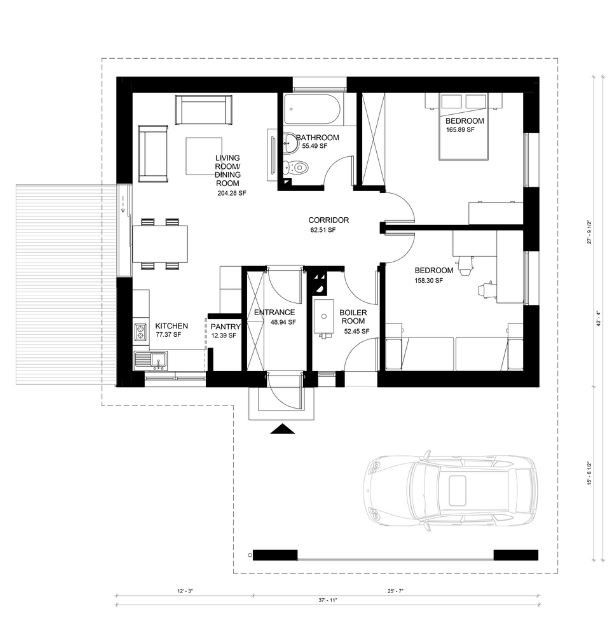 BEDROOM
165.89 SF
BATHROOM
55.49 SF
LIVING
ROOM/
DINING
ROOM
204.28 SF
CORRIDOR
62.51 SF
BEDROOM
158.30 SF
ENTRANCE
48.94 SF
BOILER
ROOM
52.45 SF
KITCHEN
77.37 SF
PANTRY
12.39 SF
27' - 9 1/2"
43' - 4"
15' - 6 1/2"
12' - 3"
25' - 7"
37' - 11"